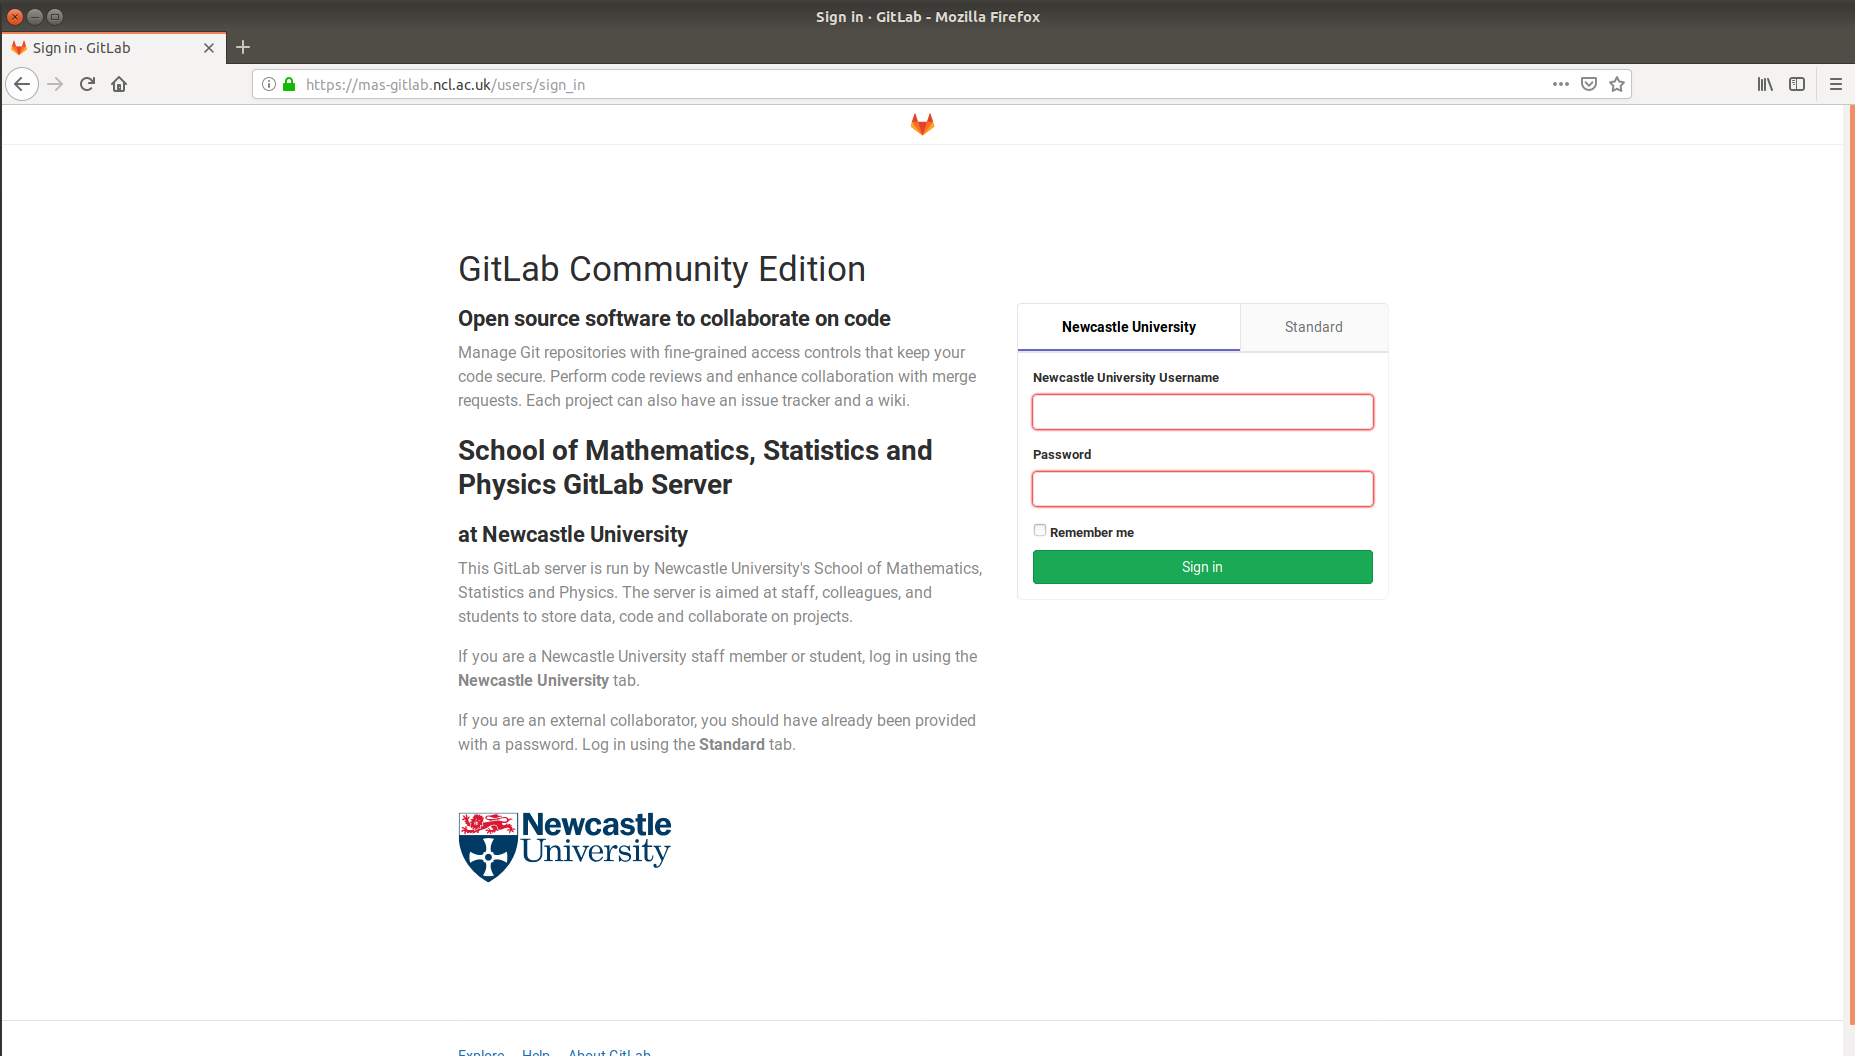 Sign in · GitLab - Mozilla Firefox
Sign in · GitLab
https://mas-gitlab.ncl.ac.uk/users/sign_in
GitLab Community Edition
Open source software to collaborate on code
Manage Git repositories with fine-grained access controls that keep your
code secure. Perform code reviews and enhance collaboration with merge
requests. Each project can also have an issue tracker and a wiki.
School of Mathematics, Statistics and
Physics GitLab Server
at Newcastle University
This GitLab server is run by Newcastle University's School of Mathematics,
Statistics and Physics. The server is aimed at staff, colleagues, and
students to store data, code and collaborate on projects.
If you are a Newcastle University staff member or student, log in using the
Newcastle University tab.
If you are an external collaborator, you should have already been provided
with a password. Log in using the Standard tab.
Newcastle
University
Newcastle University Standard
Newcastle University Username
Password
Remember me
Sign in
Explore Help About GitLab